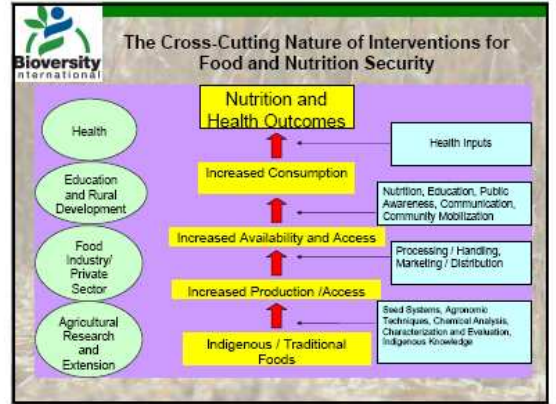 Bioversity
International
The Cross-Cutting Nature of Interventions for
Food and Nutrition Security
Health
Education
and Rural
Development
Food
Industry/
Private
Sector
Agricultural
Research
and
Extension
Nutrition and
Health Outcomes
Increased Consumption
Increased Availability and Access
Increased Production /Access
Indigenous / Traditional
Foods
Health Inputs
Nutrition, Education, Public
Awareness, Communication,
Community Mobilization
Processing / Handling,
Marketing / Distribution
Seed Systems, Agronomic
Techniques, Chemical Analysis,
Characterization and Evaluation,
Indigenous Knowledge